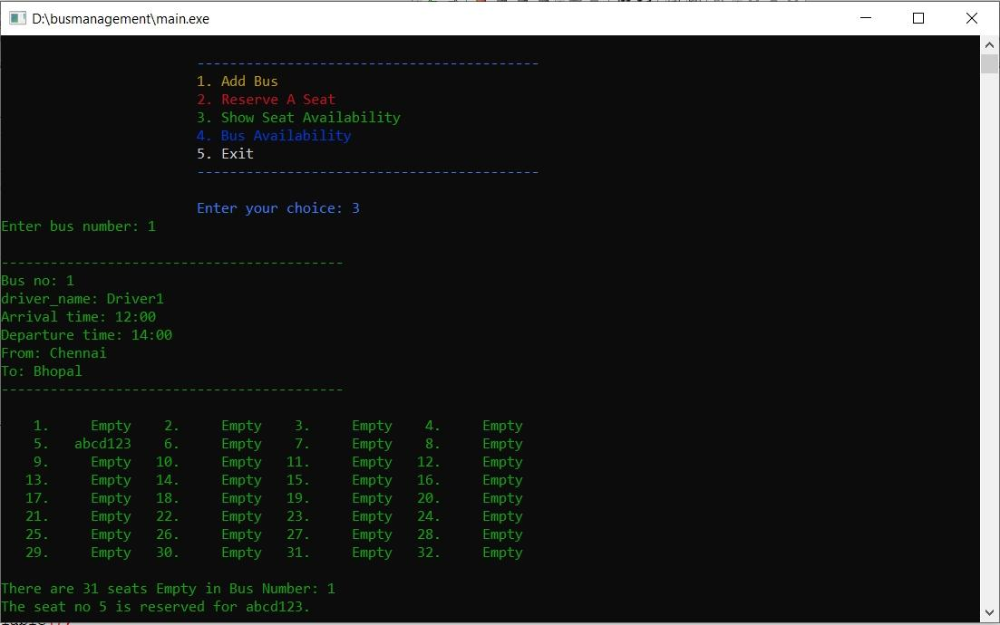 D:\busmanagement\main.exe
------------------------------------------
1. Add Bus
2. Reserve A Seat
3. Show Seat Availability
4. Bus Availability
5. Exit
------------------------------------------
Enter your choice: 3
Enter bus number: 1
------------------------------------------
Bus no: 1
driver_name: Driver1
Arrival time: 12:00
Departure time: 14:00
From: Chennai
To: Bhopal
------------------------------------------
1. Empty 2. Empty 3. Empty 4. Empty
5. abcd123 6. Empty 7. Empty 8. Empty
9. Empty 10. Empty 11. Empty 12. Empty
13. Empty 14. Empty 15. Empty 16. Empty
17. Empty 18. Empty 19. Empty 20. Empty
21. Empty 22. Empty 23. Empty 24. Empty
25. Empty 26. Empty 27. Empty 28. Empty
29. Empty 30. Empty 31. Empty 32. Empty
There are 31 seats Empty in Bus Number: 1
The seat no 5 is reserved for abcd123.